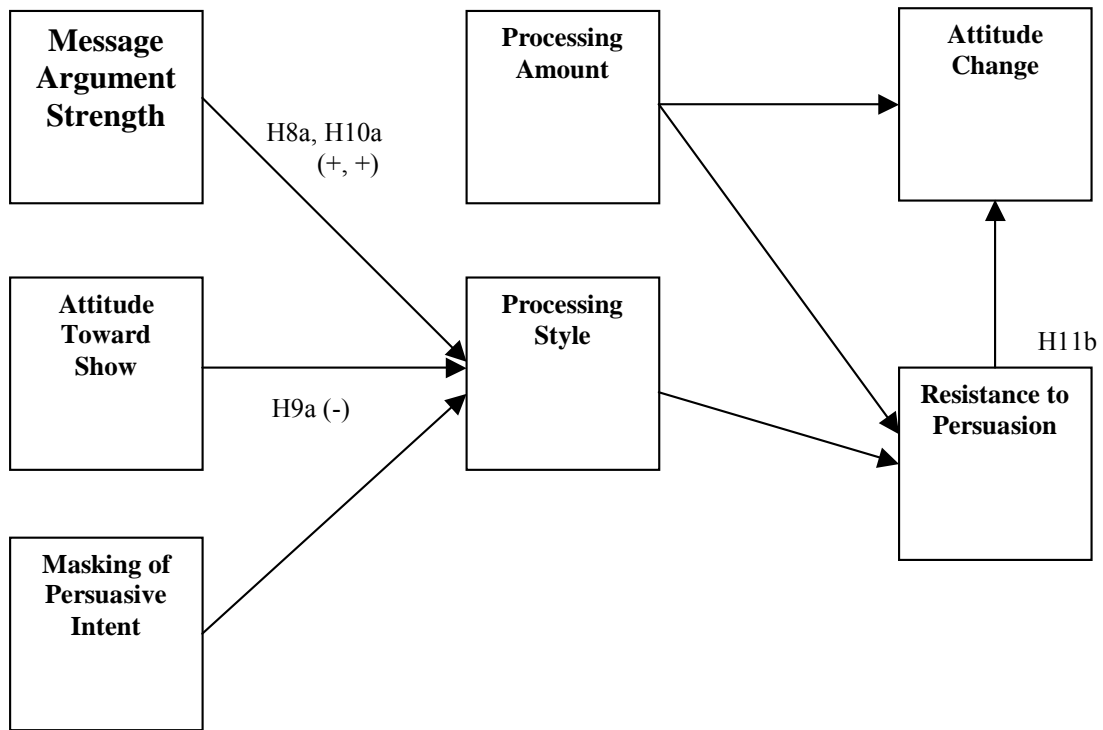 Message
Argument
Strength
Processing
Amount
Attitude
Change
H8a, H10a
(+, +)
Attitude
Toward
Show
Processing
Style
H9a (-)
H11b
Resistance to
Persuasion
Masking of
Persuasive
Intent